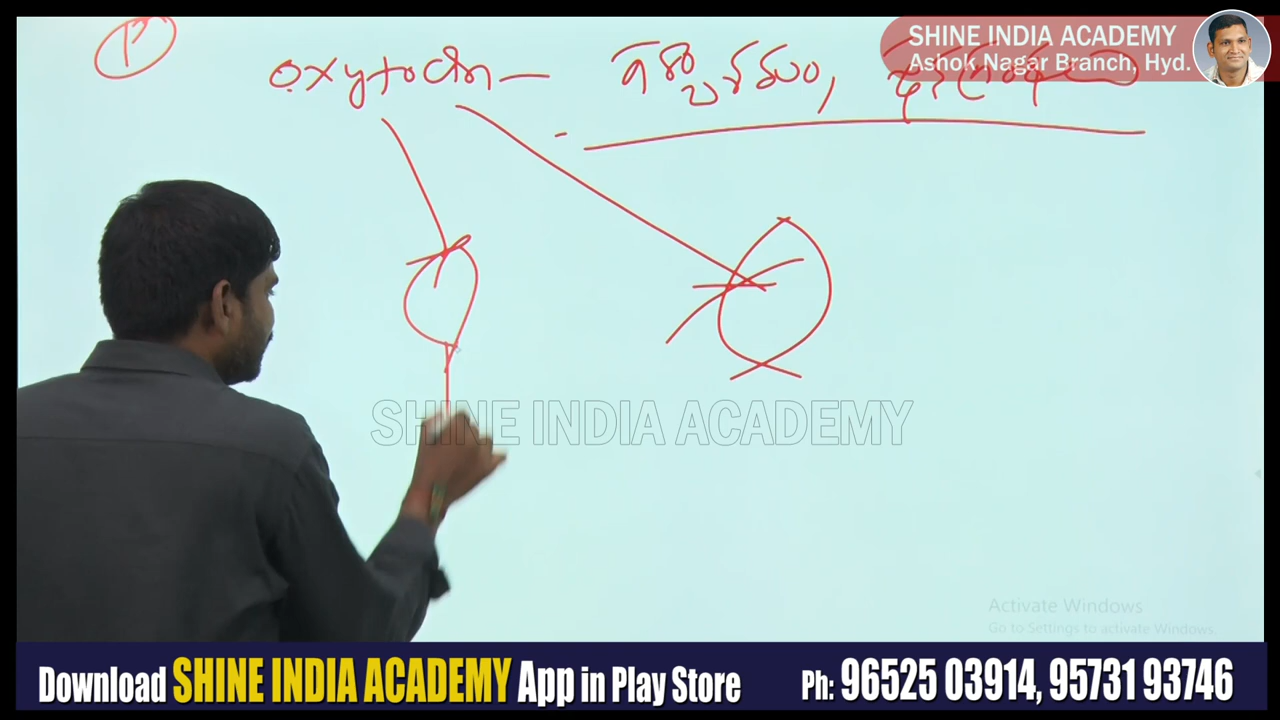 SHINE INDIA ACADEMY
Ashok Nagar Branch, Hyd.
oxytocin —
SHINE INDIA ACADEMY
Activate Windows
Go to Settings to activate Windows.
Download SHINE INDIA ACADEMY App in Play Store Ph: 96525 03914, 95731 93746